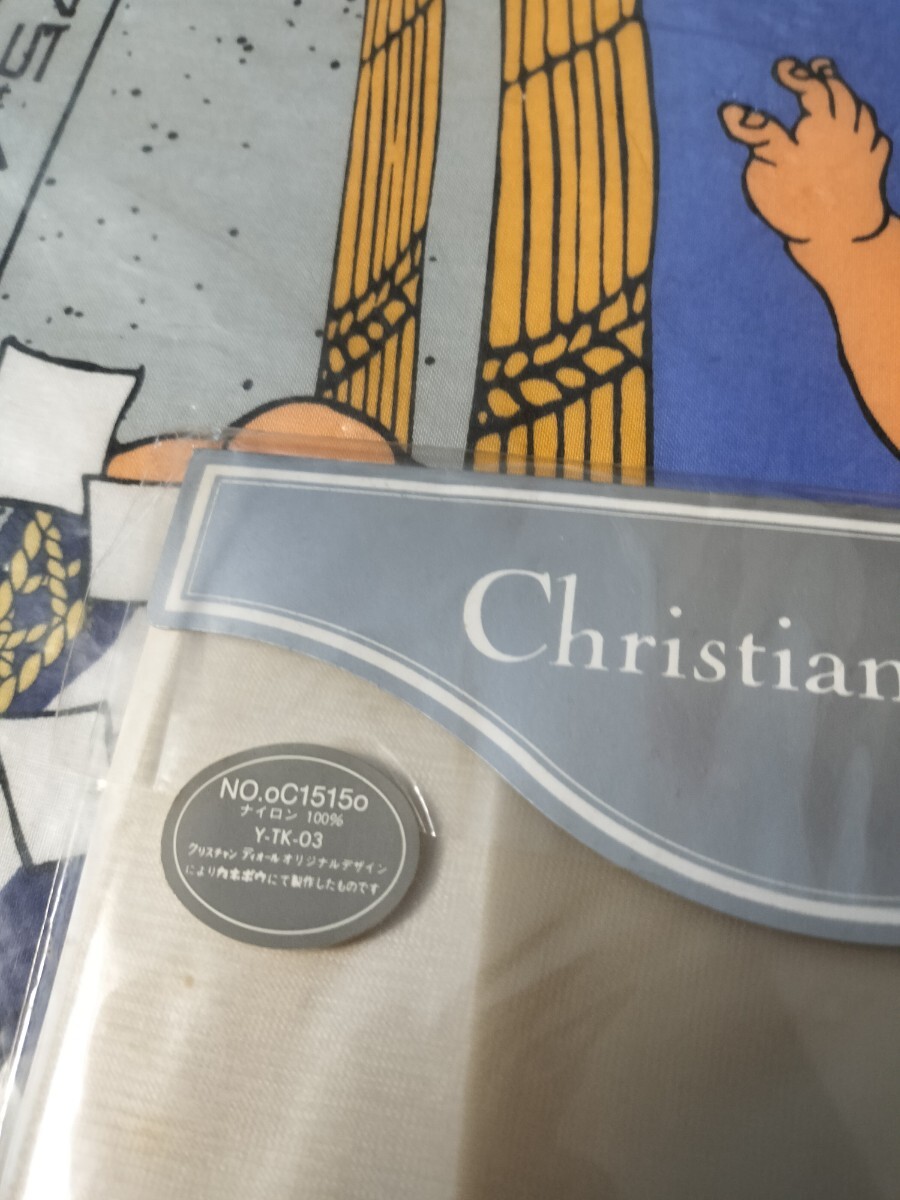 Christian
NO.oC1515o
ナイロン 100%
Y-TK-03
クリスチャン ディオール オリジナルデザイン
により カネボウ にて製作したものです